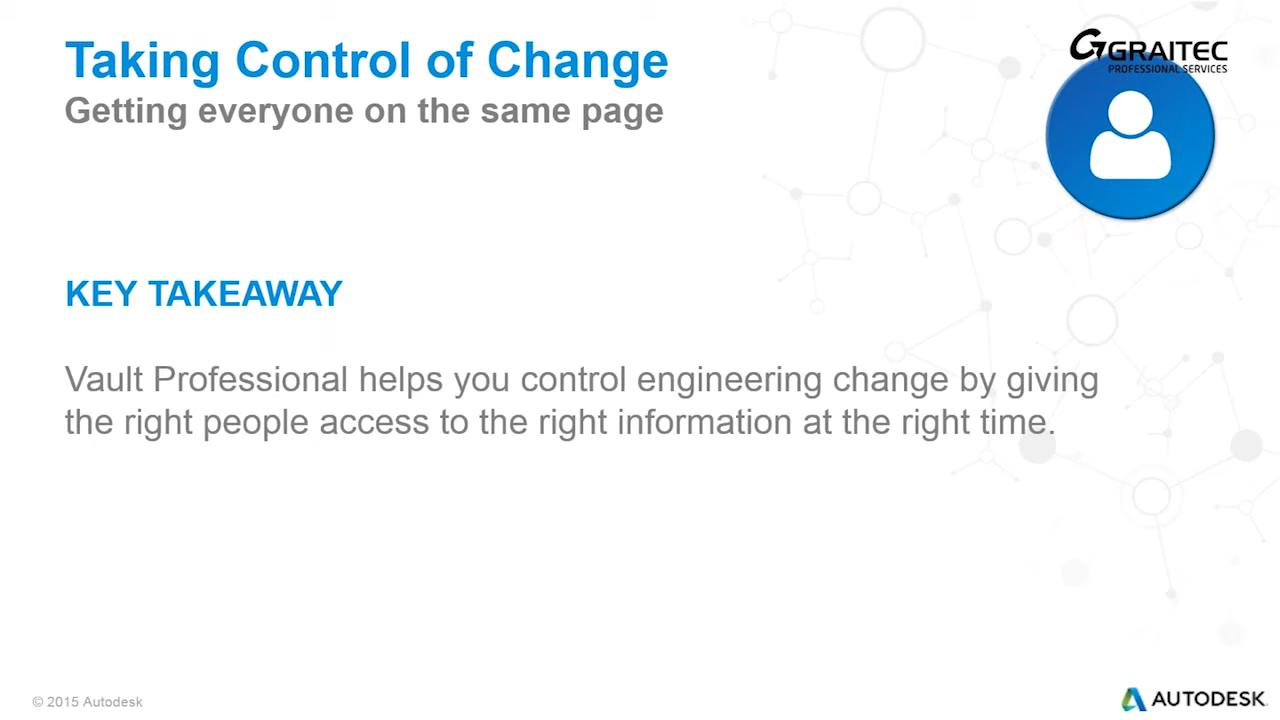 Taking Control of Change
Getting everyone on the same page
GRAITEC
PROFESSIONAL SERVICES
KEY TAKEAWAY
Vault Professional helps you control engineering change by giving
the right people access to the right information at the right time.
© 2015 Autodesk
AUTODESK.